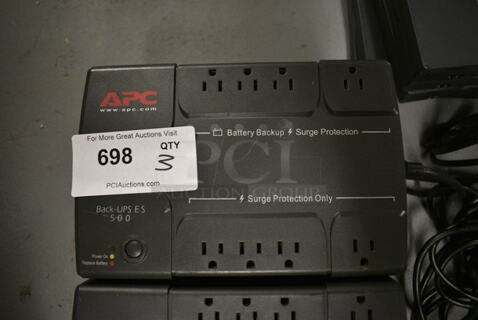 APC
www.apc.com
For More Great Auctions Visit
698
QTY
3
PCIAuctions.com
Battery Backup Surge Protection
PCI
AUCTION GROUP
Surge Protection Only
Back-UPS ES
500
Power On
Replace Battery